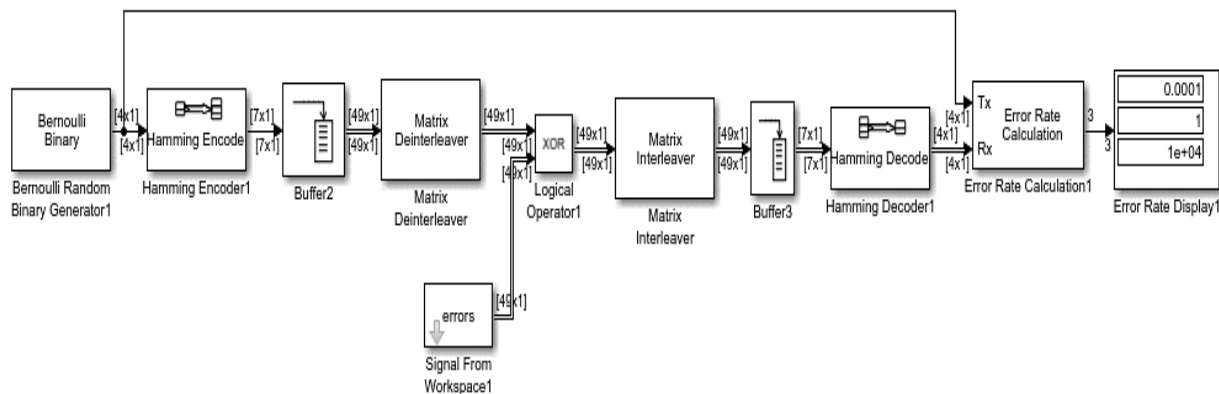 Bernoulli
Binary
Bernoulli Random
Binary Generator1
[4x1]
[4x1]
Hamming Encode
Hamming Encoder1
[7x1]
[7x1]
Buffer2
[49x1]
[49x1]
Matrix
Deinterleaver
Matrix
Deinterleaver
[49x1]
[49x1]
[49x1]
XOR
Logical
Operator1
[49x1]
[49x1]
Matrix
Interleaver
Matrix
Interleaver
[49x1]
[49x1]
Buffer3
[7x1]
[7x1]
Hamming Decode
Hamming Decoder1
[4x1]
[4x1]
[4x1]
Tx
Rx
Error Rate
Calculation
Error Rate Calculation1
3
3
0.0001
1
1e+04
Error Rate Display1
errors
[49x1]
Signal From
Workspace1